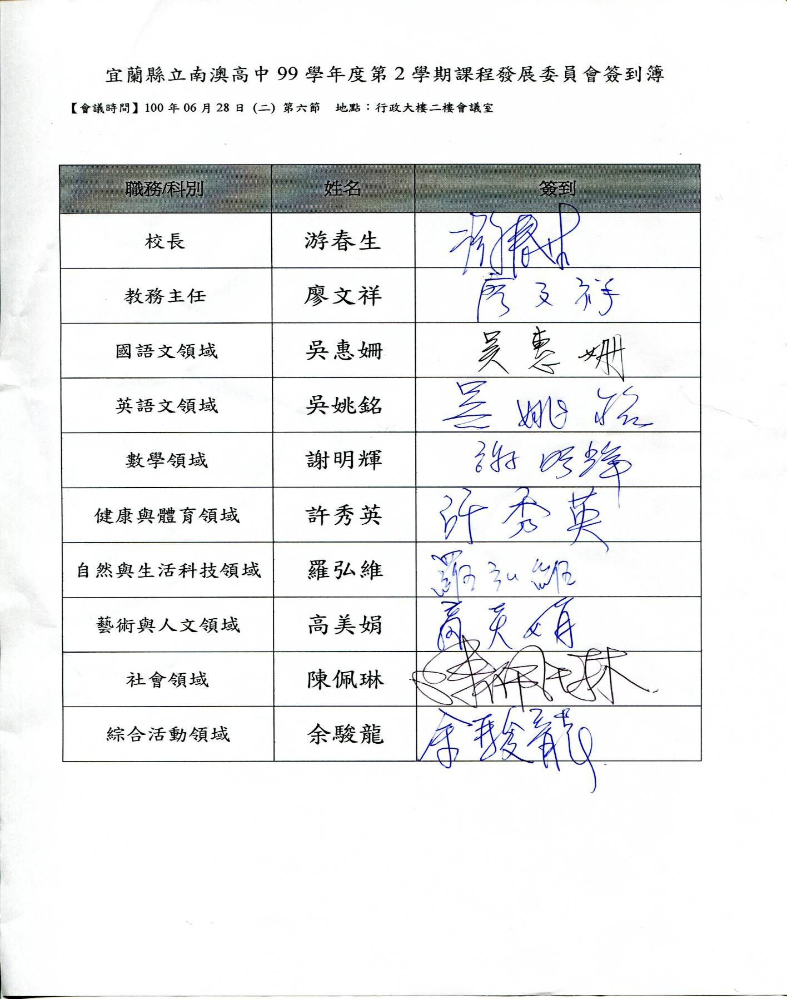 宜蘭縣立南澳高中 99 學年度第 2 學期課程發展委員會簽到簿
【會議時間】100 年 06 月 28 日 (二) 第六節 地點：行政大樓二樓會議室
職務/科別 姓名 簽到
校長 游春生 游春生
教務主任 廖文祥 廖文祥
國語文領域 吳惠姍 吳惠姍
英語文領域 吳姚銘 吳姚銘
數學領域 謝明輝 謝明輝
健康與體育領域 許秀英 許秀英
自然與生活科技領域 羅弘維 羅弘維
藝術與人文領域 高美娟 高美娟
社會領域 陳佩琳 陳佩琳
綜合活動領域 余駿龍 余駿龍